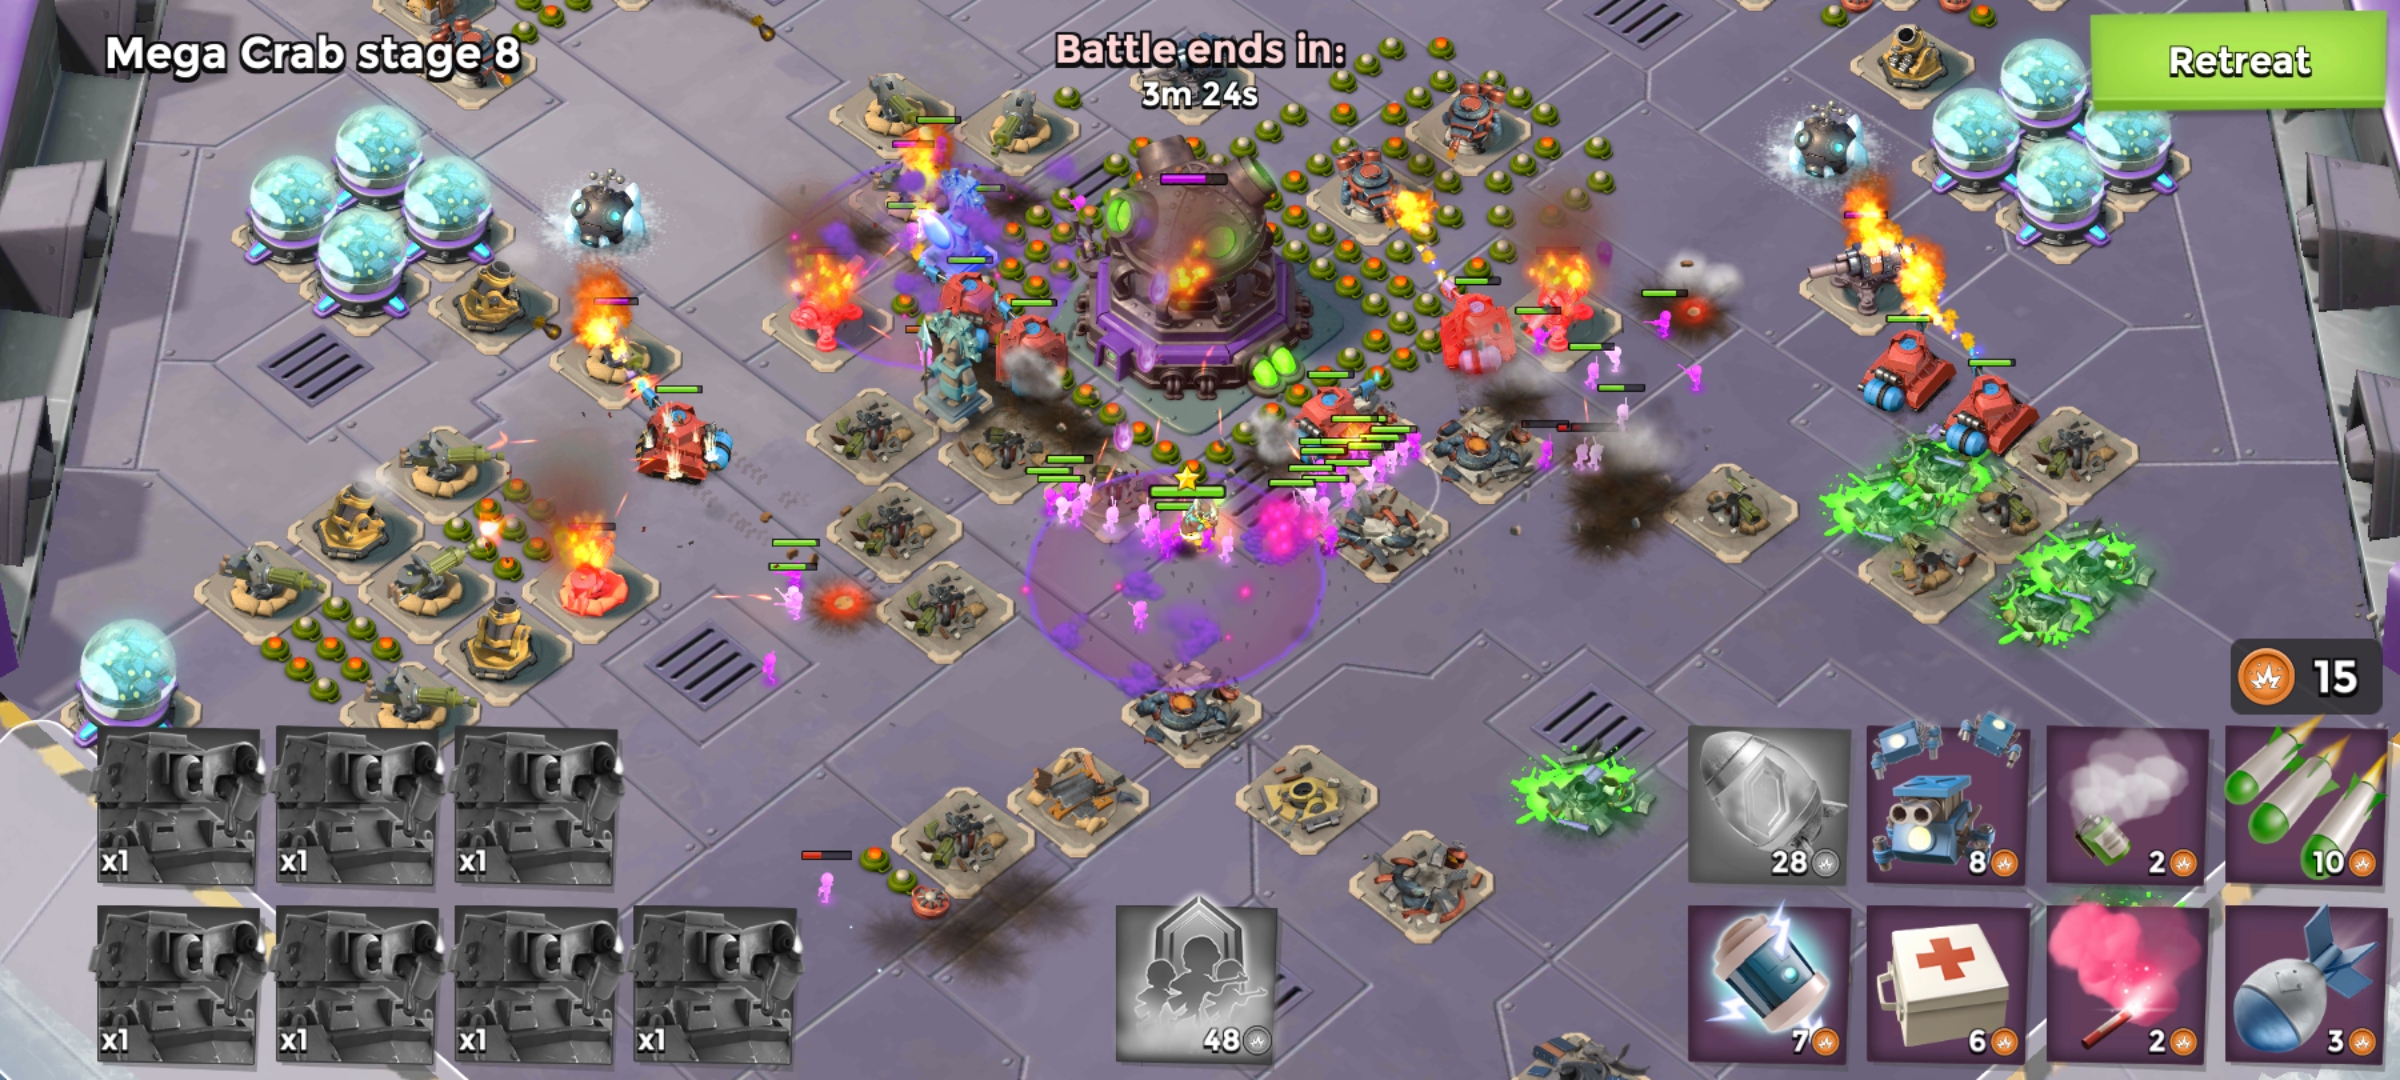 Mega Crab stage 8
Battle ends in:
3m 24s
Retreat
15
x1
x1
x1
28
8
2
10
x1
x1
x1
x1
48
7
6
2
3